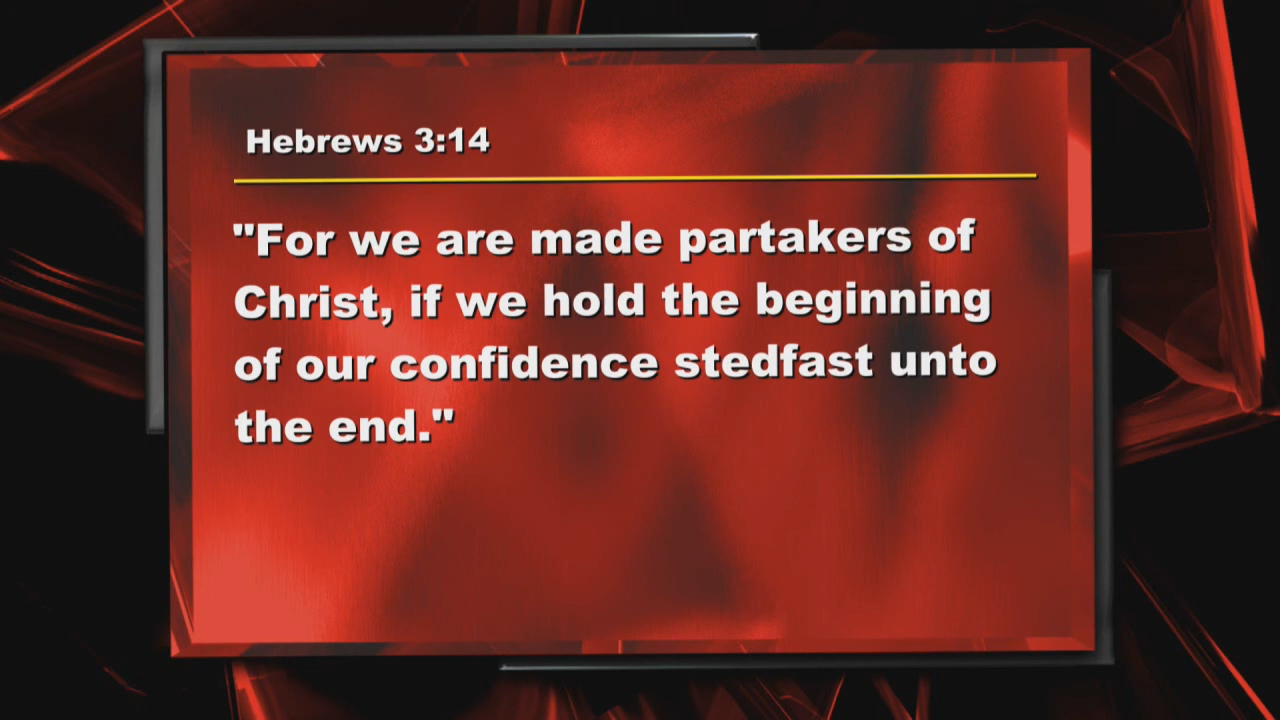 Hebrews 3:14
"For we are made partakers of
Christ, if we hold the beginning
of our confidence stedfast unto
the end."